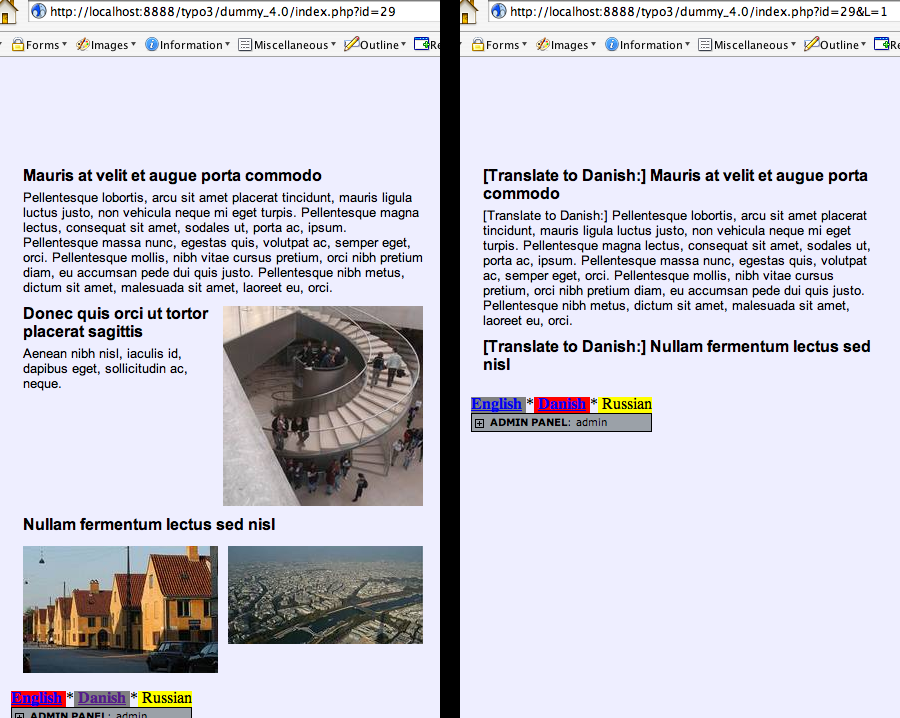 http://localhost:8888/typo3/dummy_4.0/index.php?id=29
Forms Images Information Miscellaneous Outline
Mauris at velit et augue porta commodo
Pellentesque lobortis, arcu sit amet placerat tincidunt, mauris ligula
luctus justo, non vehicula neque mi eget turpis. Pellentesque magna
lectus, consequat sit amet, sodales ut, porta ac, ipsum.
Pellentesque massa nunc, egestas quis, volutpat ac, semper eget,
orci. Pellentesque mollis, nibh vitae cursus pretium, orci nibh pretium
diam, eu accumsan pede dui quis justo. Pellentesque nibh metus,
dictum sit amet, malesuada sit amet, laoreet eu, orci.
Donec quis orci ut tortor
placerat sagittis
Aenean nibh nisl, iaculis id,
dapibus eget, sollicitudin ac,
neque.
Nullam fermentum lectus sed nisl
English * Danish * Russian
ADMIN PANEL: admin
http://localhost:8888/typo3/dummy_4.0/index.php?id=29&L=1
Forms Images Information Miscellaneous Outline
[Translate to Danish:] Mauris at velit et augue porta
commodo
[Translate to Danish:] Pellentesque lobortis, arcu sit amet placerat
tincidunt, mauris ligula luctus justo, non vehicula neque mi eget
turpis. Pellentesque magna lectus, consequat sit amet, sodales ut,
porta ac, ipsum. Pellentesque massa nunc, egestas quis, volutpat
ac, semper eget, orci. Pellentesque mollis, nibh vitae cursus
pretium, orci nibh pretium diam, eu accumsan pede dui quis justo.
Pellentesque nibh metus, dictum sit amet, malesuada sit amet,
laoreet eu, orci.
[Translate to Danish:] Nullam fermentum lectus sed
nisl
English * Danish * Russian
ADMIN PANEL: admin